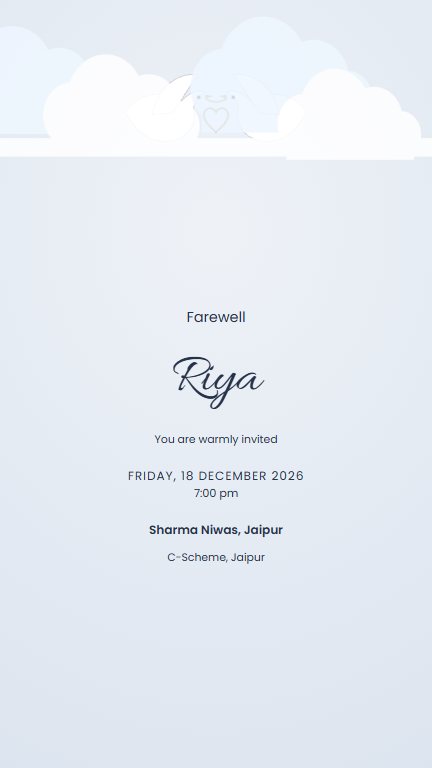 Farewell
Riya
You are warmly invited
FRIDAY, 18 DECEMBER 2026
7:00 pm
Sharma Niwas, Jaipur
C-Scheme, Jaipur